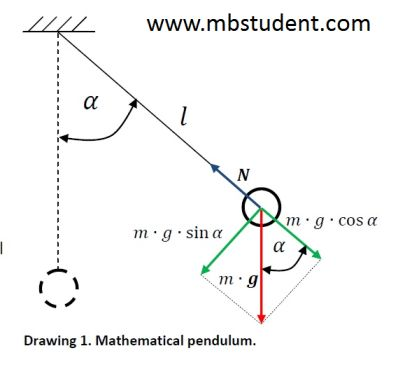 www.mbstudent.com
α
l
N
m · g · cos α
m · g · sin α
α
m · g
l
Drawing 1. Mathematical pendulum.